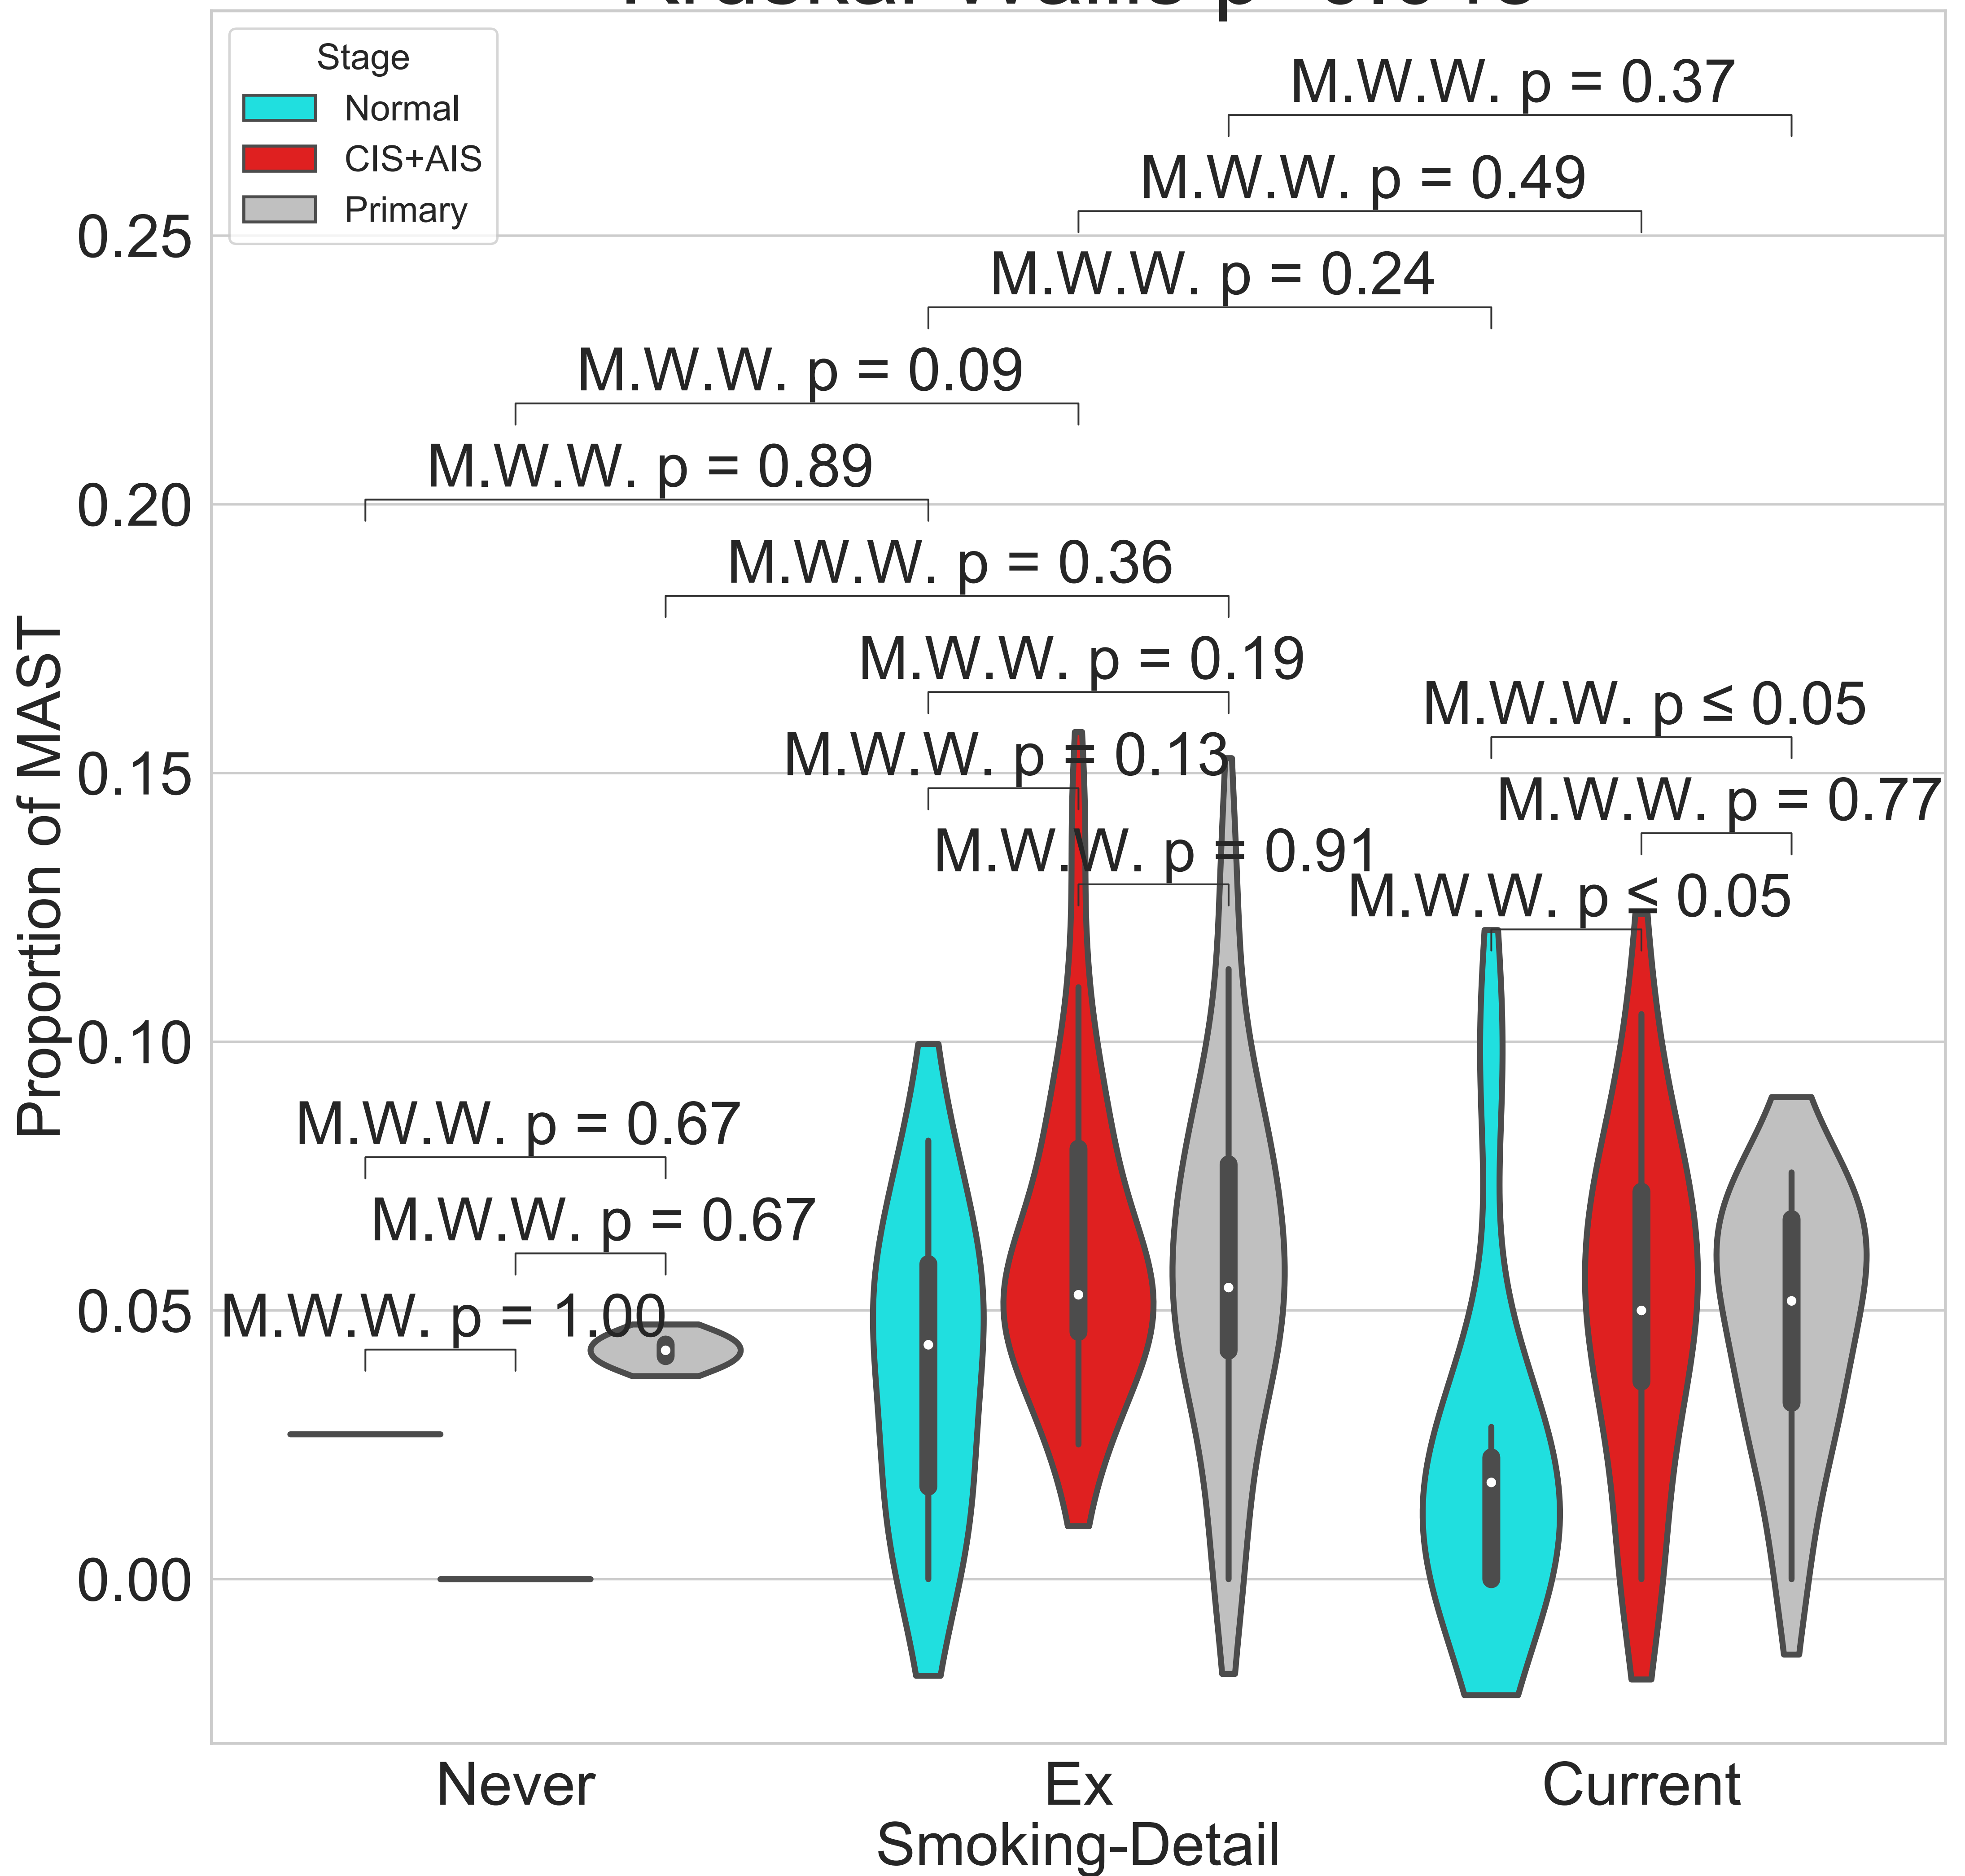 Stage
Normal
CIS+AIS
Primary
M.W.W. p = 0.37
M.W.W. p = 0.49
M.W.W. p = 0.24
M.W.W. p = 0.09
M.W.W. p = 0.89
M.W.W. p = 0.36
M.W.W. p = 0.19
M.W.W. p ≤ 0.05
M.W.W. p = 0.13
M.W.W. p = 0.77
M.W.W. p = 0.91
M.W.W. p ≤ 0.05
M.W.W. p = 0.67
M.W.W. p = 0.67
M.W.W. p = 1.00
0.25
0.20
0.15
0.10
0.05
0.00
Proportion of MAST
Never
Ex
Current
Smoking-Detail